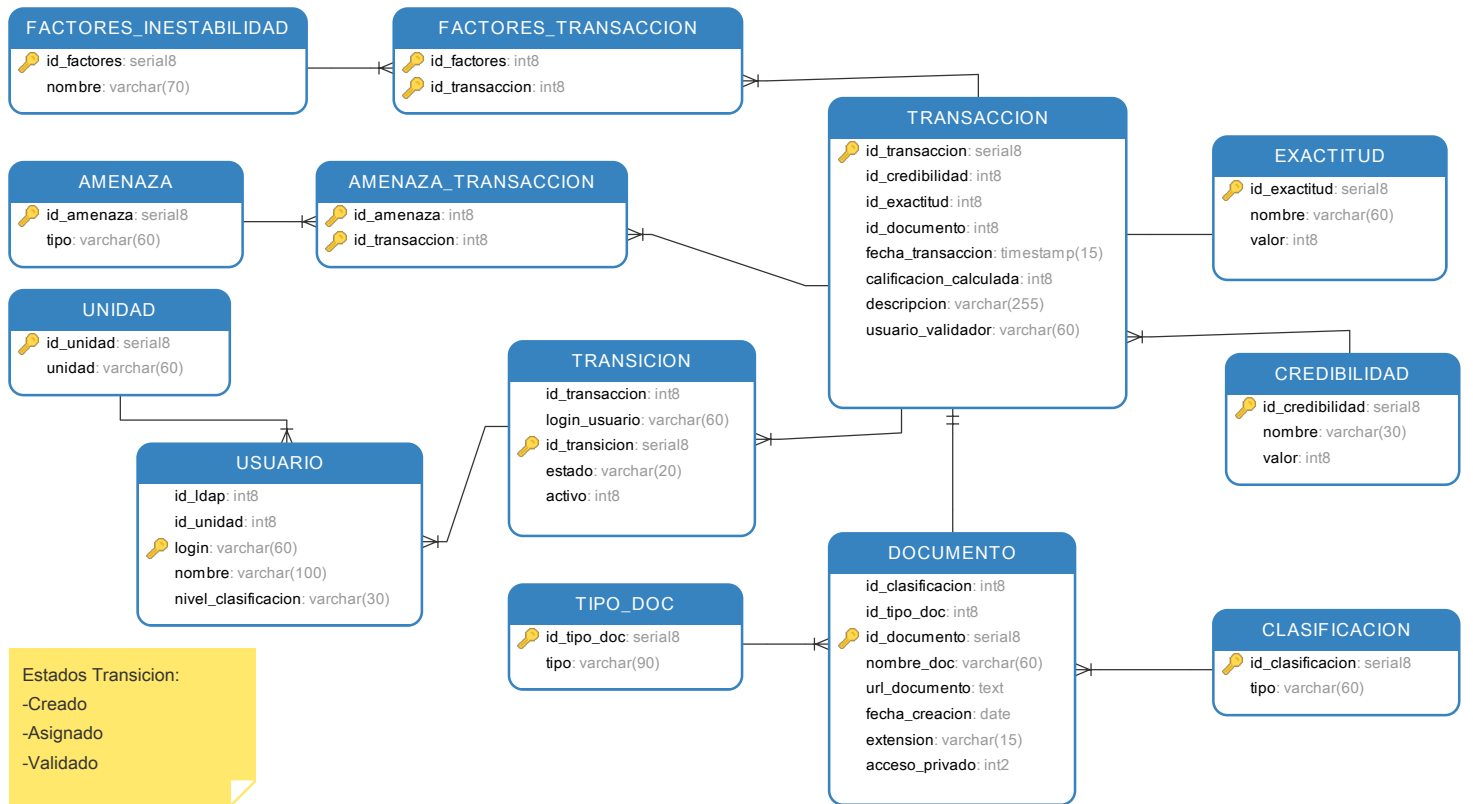 FACTORES_INESTABILIDAD
id_factores: serial8
nombre: varchar(70)
FACTORES_TRANSACCION
id_factores: int8
id_transaccion: int8
TRANSACCION
id_transaccion: serial8
id_credibilidad: int8
id_exactitud: int8
id_documento: int8
fecha_transaccion: timestamp(15)
calificacion_calculada: int8
descripcion: varchar(255)
usuario_validador: varchar(60)
EXACTITUD
id_exactitud: serial8
nombre: varchar(60)
valor: int8
AMENAZA
id_amenaza: serial8
tipo: varchar(60)
AMENAZA_TRANSACCION
id_amenaza: int8
id_transaccion: int8
UNIDAD
id_unidad: serial8
unidad: varchar(60)
TRANSICION
id_transaccion: int8
login_usuario: varchar(60)
id_transicion: serial8
estado: varchar(20)
activo: int8
CREDIBILIDAD
id_credibilidad: serial8
nombre: varchar(30)
valor: int8
USUARIO
id_ldap: int8
id_unidad: int8
login: varchar(60)
nombre: varchar(100)
nivel_clasificacion: varchar(30)
DOCUMENTO
id_clasificacion: int8
id_tipo_doc: int8
id_documento: serial8
nombre_doc: varchar(60)
url_documento: text
fecha_creacion: date
extension: varchar(15)
acceso_privado: int2
TIPO_DOC
id_tipo_doc: serial8
tipo: varchar(90)
CLASIFICACION
id_clasificacion: serial8
tipo: varchar(60)
Estados Transicion:
-Creado
-Asignado
-Validado